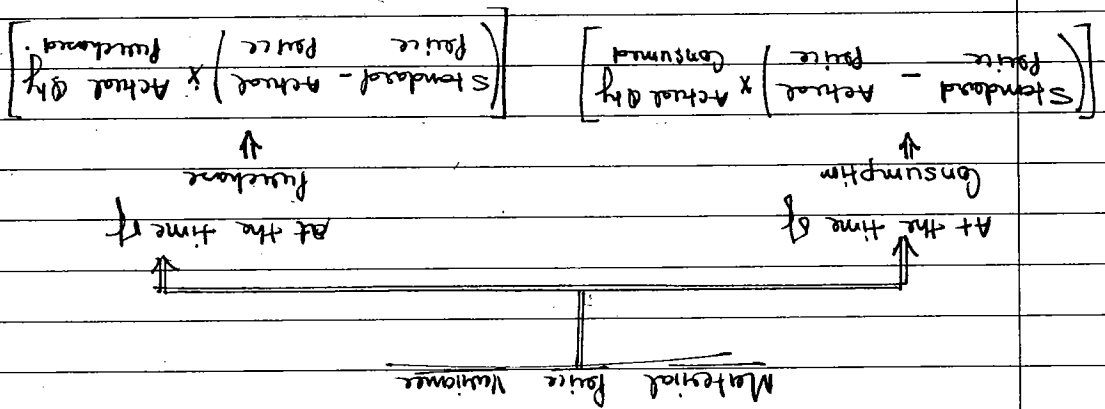 Material Price Variance
At the time of
Consumption
[(Standard Price - Actual Price) x Actual Qty Consumed]
At the time of
Purchase
[(Standard Price - Actual Price) x Actual Qty Purchased.]